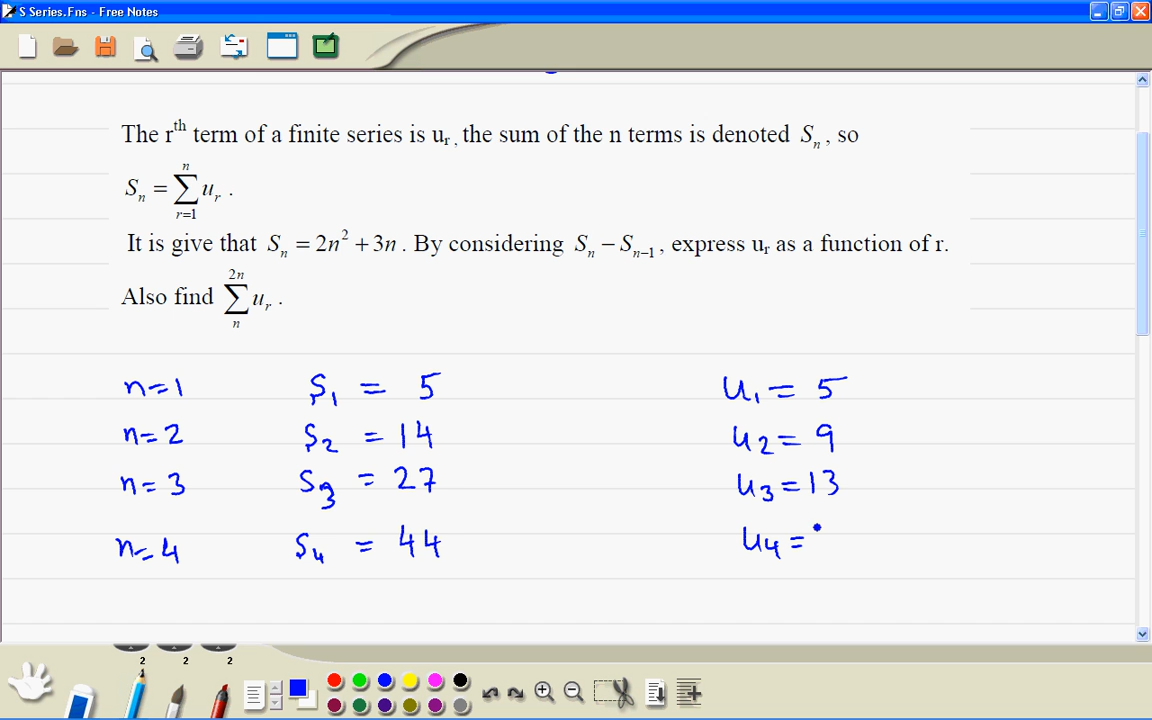 S Series.Fns - Free Notes
The rth term of a finite series is ur, the sum of the n terms is denoted Sn, so
Sn = ∑_{r=1}^{n} ur .
It is give that Sn = 2n² + 3n . By considering Sn − Sn−1, express ur as a function of r.
Also find ∑_{n}^{2n} ur .
n=1 S1 = 5 u1 = 5
n=2 S2 = 14 u2 = 9
n=3 S3 = 27 u3 = 13
n=4 S4 = 44 u4 =
2 2 2